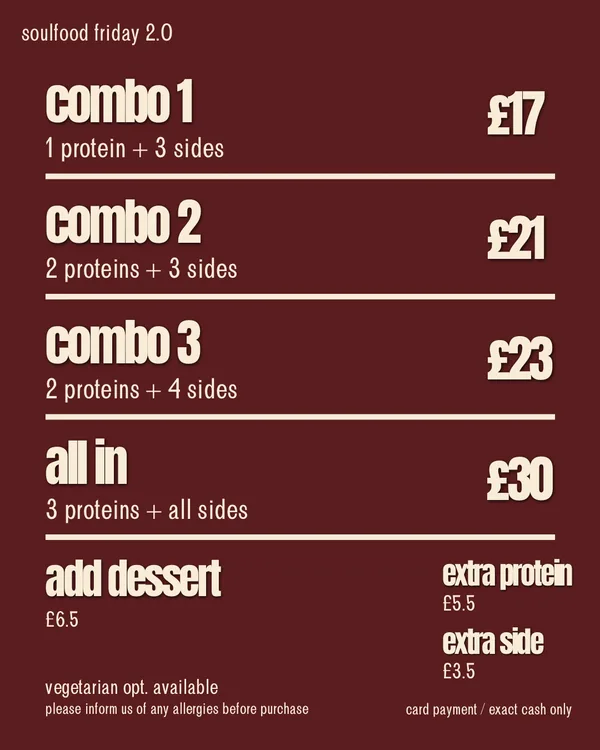 soulfood friday 2.0
combo 1
£17
1 protein + 3 sides
combo 2
£21
2 proteins + 3 sides
combo 3
£23
2 proteins + 4 sides
all in
£30
3 proteins + all sides
add dessert
£6.5
extra protein
£5.5
extra side
£3.5
vegetarian opt. available
please inform us of any allergies before purchase
card payment / exact cash only